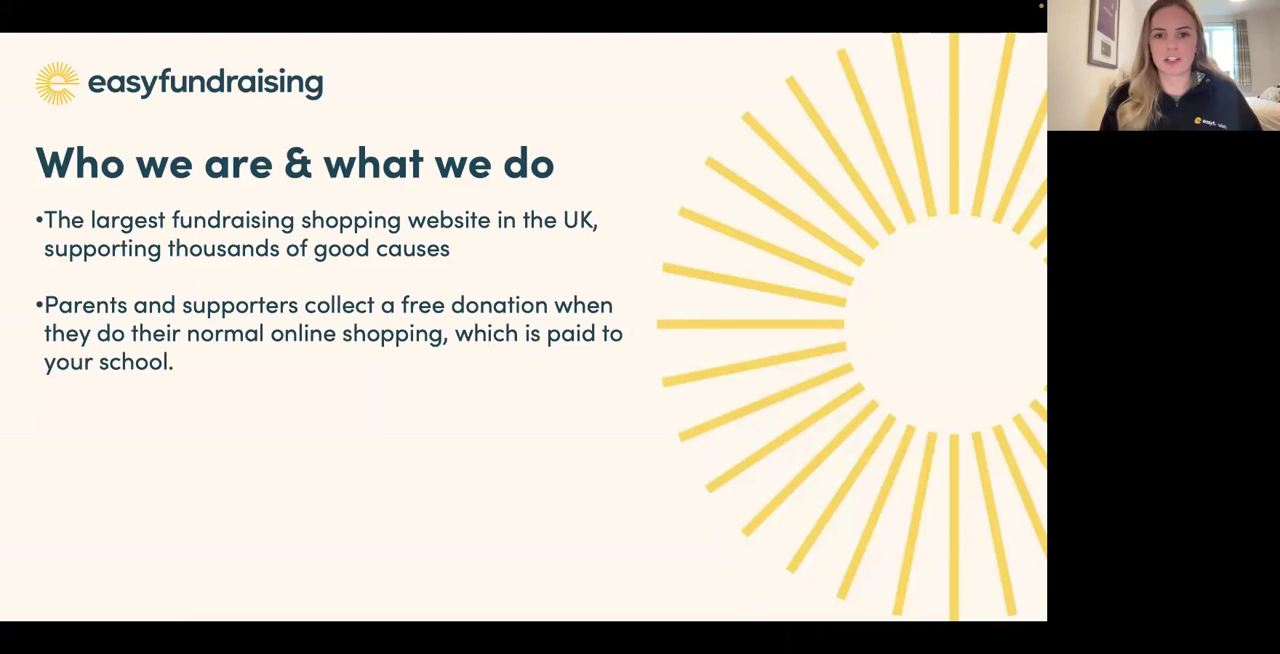 easyfundraising
Who we are & what we do
•The largest fundraising shopping website in the UK,
supporting thousands of good causes
•Parents and supporters collect a free donation when
they do their normal online shopping, which is paid to
your school.